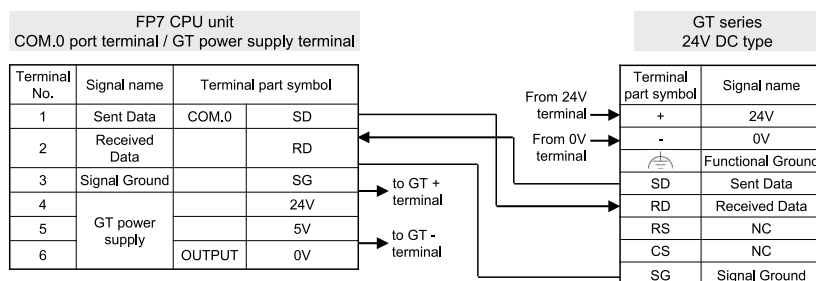 FP7 CPU unit
COM.0 port terminal / GT power supply terminal
GT series
24V DC type
Terminal No. Signal name Terminal part symbol
1 Sent Data COM.0 SD
2 Received Data RD
3 Signal Ground SG
4 GT power supply 24V
5 5V
6 OUTPUT 0V
to GT + terminal
to GT - terminal
From 24V terminal
From 0V terminal
Terminal part symbol Signal name
+ 24V
- 0V
Functional Ground
SD Sent Data
RD Received Data
RS NC
CS NC
SG Signal Ground